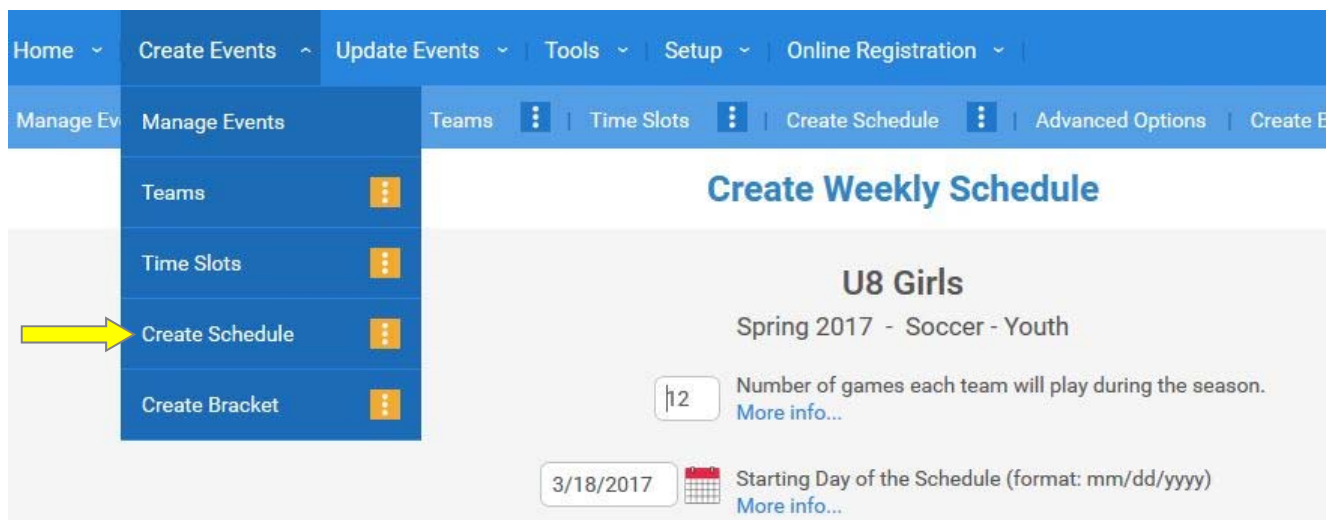 Home Create Events Update Events Tools Setup Online Registration
Manage Ev Teams Time Slots Create Schedule Advanced Options Create E
Manage Events
Teams
Time Slots
Create Schedule
Create Bracket
Create Weekly Schedule
U8 Girls
Spring 2017 - Soccer - Youth
12 Number of games each team will play during the season.
More info...
3/18/2017 Starting Day of the Schedule (format: mm/dd/yyyy)
More info...